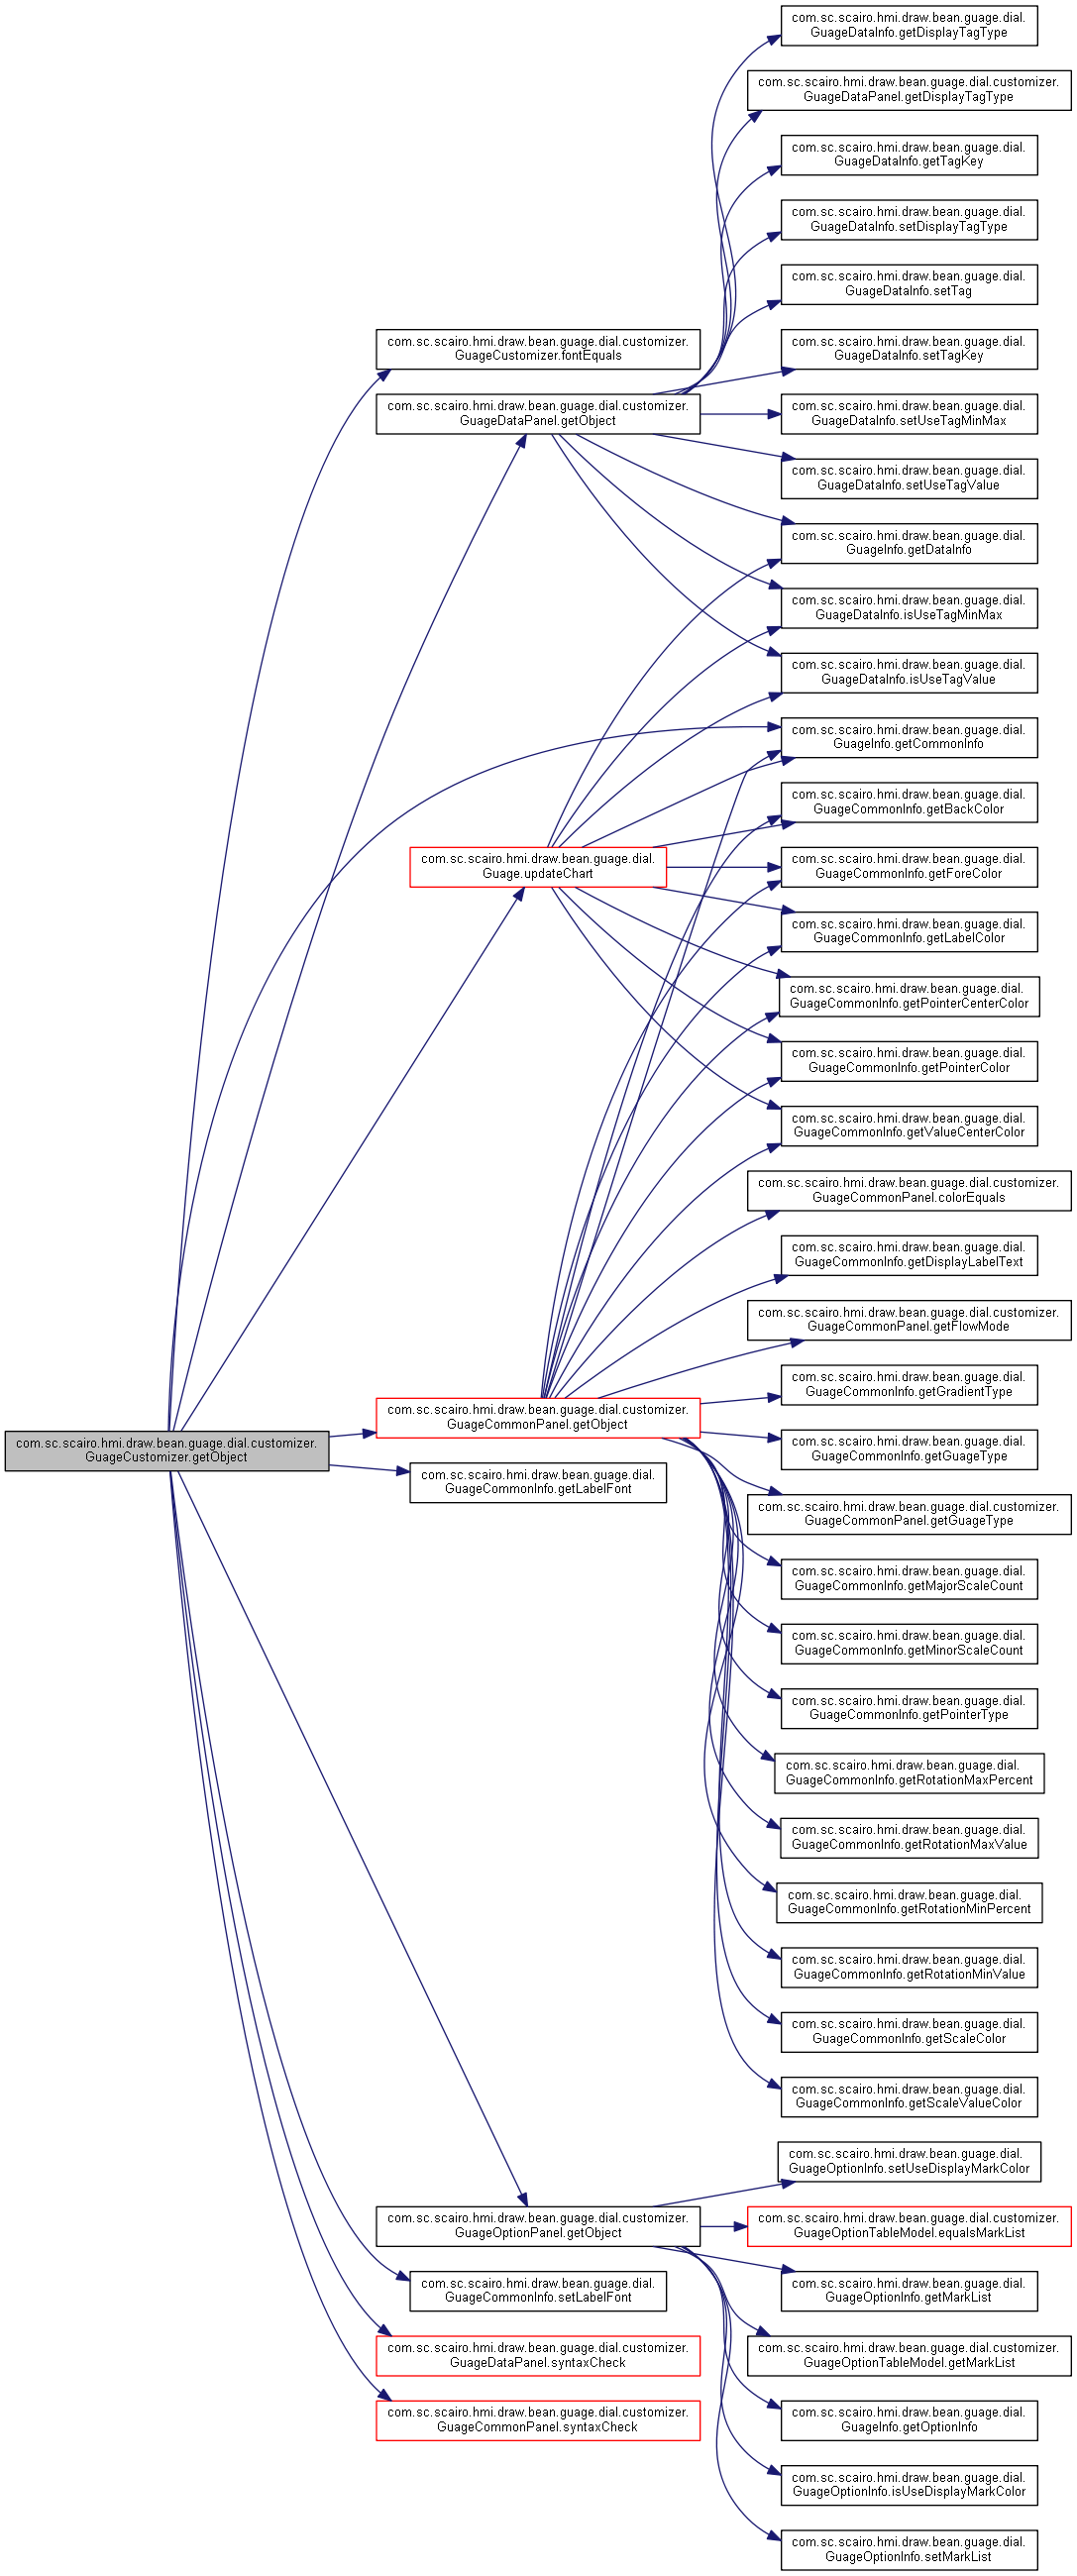 com.sc.scairo.hmi.draw.bean.guage.dial.customizer.
GuageCustomizer.getObject
com.sc.scairo.hmi.draw.bean.guage.dial.customizer.
GuageCustomizer.fontEquals
com.sc.scairo.hmi.draw.bean.guage.dial.customizer.
GuageDataPanel.getObject
com.sc.scairo.hmi.draw.bean.guage.dial.
Guage.updateChart
com.sc.scairo.hmi.draw.bean.guage.dial.customizer.
GuageCommonPanel.getObject
com.sc.scairo.hmi.draw.bean.guage.dial.
GuageCommonInfo.getLabelFont
com.sc.scairo.hmi.draw.bean.guage.dial.customizer.
GuageOptionPanel.getObject
com.sc.scairo.hmi.draw.bean.guage.dial.
GuageCommonInfo.setLabelFont
com.sc.scairo.hmi.draw.bean.guage.dial.customizer.
GuageDataPanel.syntaxCheck
com.sc.scairo.hmi.draw.bean.guage.dial.customizer.
GuageCommonPanel.syntaxCheck
com.sc.scairo.hmi.draw.bean.guage.dial.
GuageDataInfo.getDisplayTagType
com.sc.scairo.hmi.draw.bean.guage.dial.customizer.
GuageDataPanel.getDisplayTagType
com.sc.scairo.hmi.draw.bean.guage.dial.
GuageDataInfo.getTagKey
com.sc.scairo.hmi.draw.bean.guage.dial.
GuageDataInfo.setDisplayTagType
com.sc.scairo.hmi.draw.bean.guage.dial.
GuageDataInfo.setTag
com.sc.scairo.hmi.draw.bean.guage.dial.
GuageDataInfo.setTagKey
com.sc.scairo.hmi.draw.bean.guage.dial.
GuageDataInfo.setUseTagMinMax
com.sc.scairo.hmi.draw.bean.guage.dial.
GuageDataInfo.setUseTagValue
com.sc.scairo.hmi.draw.bean.guage.dial.
GuageInfo.getDataInfo
com.sc.scairo.hmi.draw.bean.guage.dial.
GuageDataInfo.isUseTagMinMax
com.sc.scairo.hmi.draw.bean.guage.dial.
GuageDataInfo.isUseTagValue
com.sc.scairo.hmi.draw.bean.guage.dial.
GuageInfo.getCommonInfo
com.sc.scairo.hmi.draw.bean.guage.dial.
GuageCommonInfo.getBackColor
com.sc.scairo.hmi.draw.bean.guage.dial.
GuageCommonInfo.getForeColor
com.sc.scairo.hmi.draw.bean.guage.dial.
GuageCommonInfo.getLabelColor
com.sc.scairo.hmi.draw.bean.guage.dial.
GuageCommonInfo.getPointerCenterColor
com.sc.scairo.hmi.draw.bean.guage.dial.
GuageCommonInfo.getPointerColor
com.sc.scairo.hmi.draw.bean.guage.dial.
GuageCommonInfo.getValueCenterColor
com.sc.scairo.hmi.draw.bean.guage.dial.customizer.
GuageCommonPanel.colorEquals
com.sc.scairo.hmi.draw.bean.guage.dial.
GuageCommonInfo.getDisplayLabelText
com.sc.scairo.hmi.draw.bean.guage.dial.customizer.
GuageCommonPanel.getFlowMode
com.sc.scairo.hmi.draw.bean.guage.dial.
GuageCommonInfo.getGradientType
com.sc.scairo.hmi.draw.bean.guage.dial.
GuageCommonInfo.getGuageType
com.sc.scairo.hmi.draw.bean.guage.dial.customizer.
GuageCommonPanel.getGuageType
com.sc.scairo.hmi.draw.bean.guage.dial.
GuageCommonInfo.getMajorScaleCount
com.sc.scairo.hmi.draw.bean.guage.dial.
GuageCommonInfo.getMinorScaleCount
com.sc.scairo.hmi.draw.bean.guage.dial.
GuageCommonInfo.getPointerType
com.sc.scairo.hmi.draw.bean.guage.dial.
GuageCommonInfo.getRotationMaxPercent
com.sc.scairo.hmi.draw.bean.guage.dial.
GuageCommonInfo.getRotationMaxValue
com.sc.scairo.hmi.draw.bean.guage.dial.
GuageCommonInfo.getRotationMinPercent
com.sc.scairo.hmi.draw.bean.guage.dial.
GuageCommonInfo.getRotationMinValue
com.sc.scairo.hmi.draw.bean.guage.dial.
GuageCommonInfo.getScaleColor
com.sc.scairo.hmi.draw.bean.guage.dial.
GuageCommonInfo.getScaleValueColor
com.sc.scairo.hmi.draw.bean.guage.dial.
GuageOptionInfo.setUseDisplayMarkColor
com.sc.scairo.hmi.draw.bean.guage.dial.customizer.
GuageOptionTableModel.equalsMarkList
com.sc.scairo.hmi.draw.bean.guage.dial.
GuageOptionInfo.getMarkList
com.sc.scairo.hmi.draw.bean.guage.dial.customizer.
GuageOptionTableModel.getMarkList
com.sc.scairo.hmi.draw.bean.guage.dial.
GuageInfo.getOptionInfo
com.sc.scairo.hmi.draw.bean.guage.dial.
GuageOptionInfo.isUseDisplayMarkColor
com.sc.scairo.hmi.draw.bean.guage.dial.
GuageOptionInfo.setMarkList